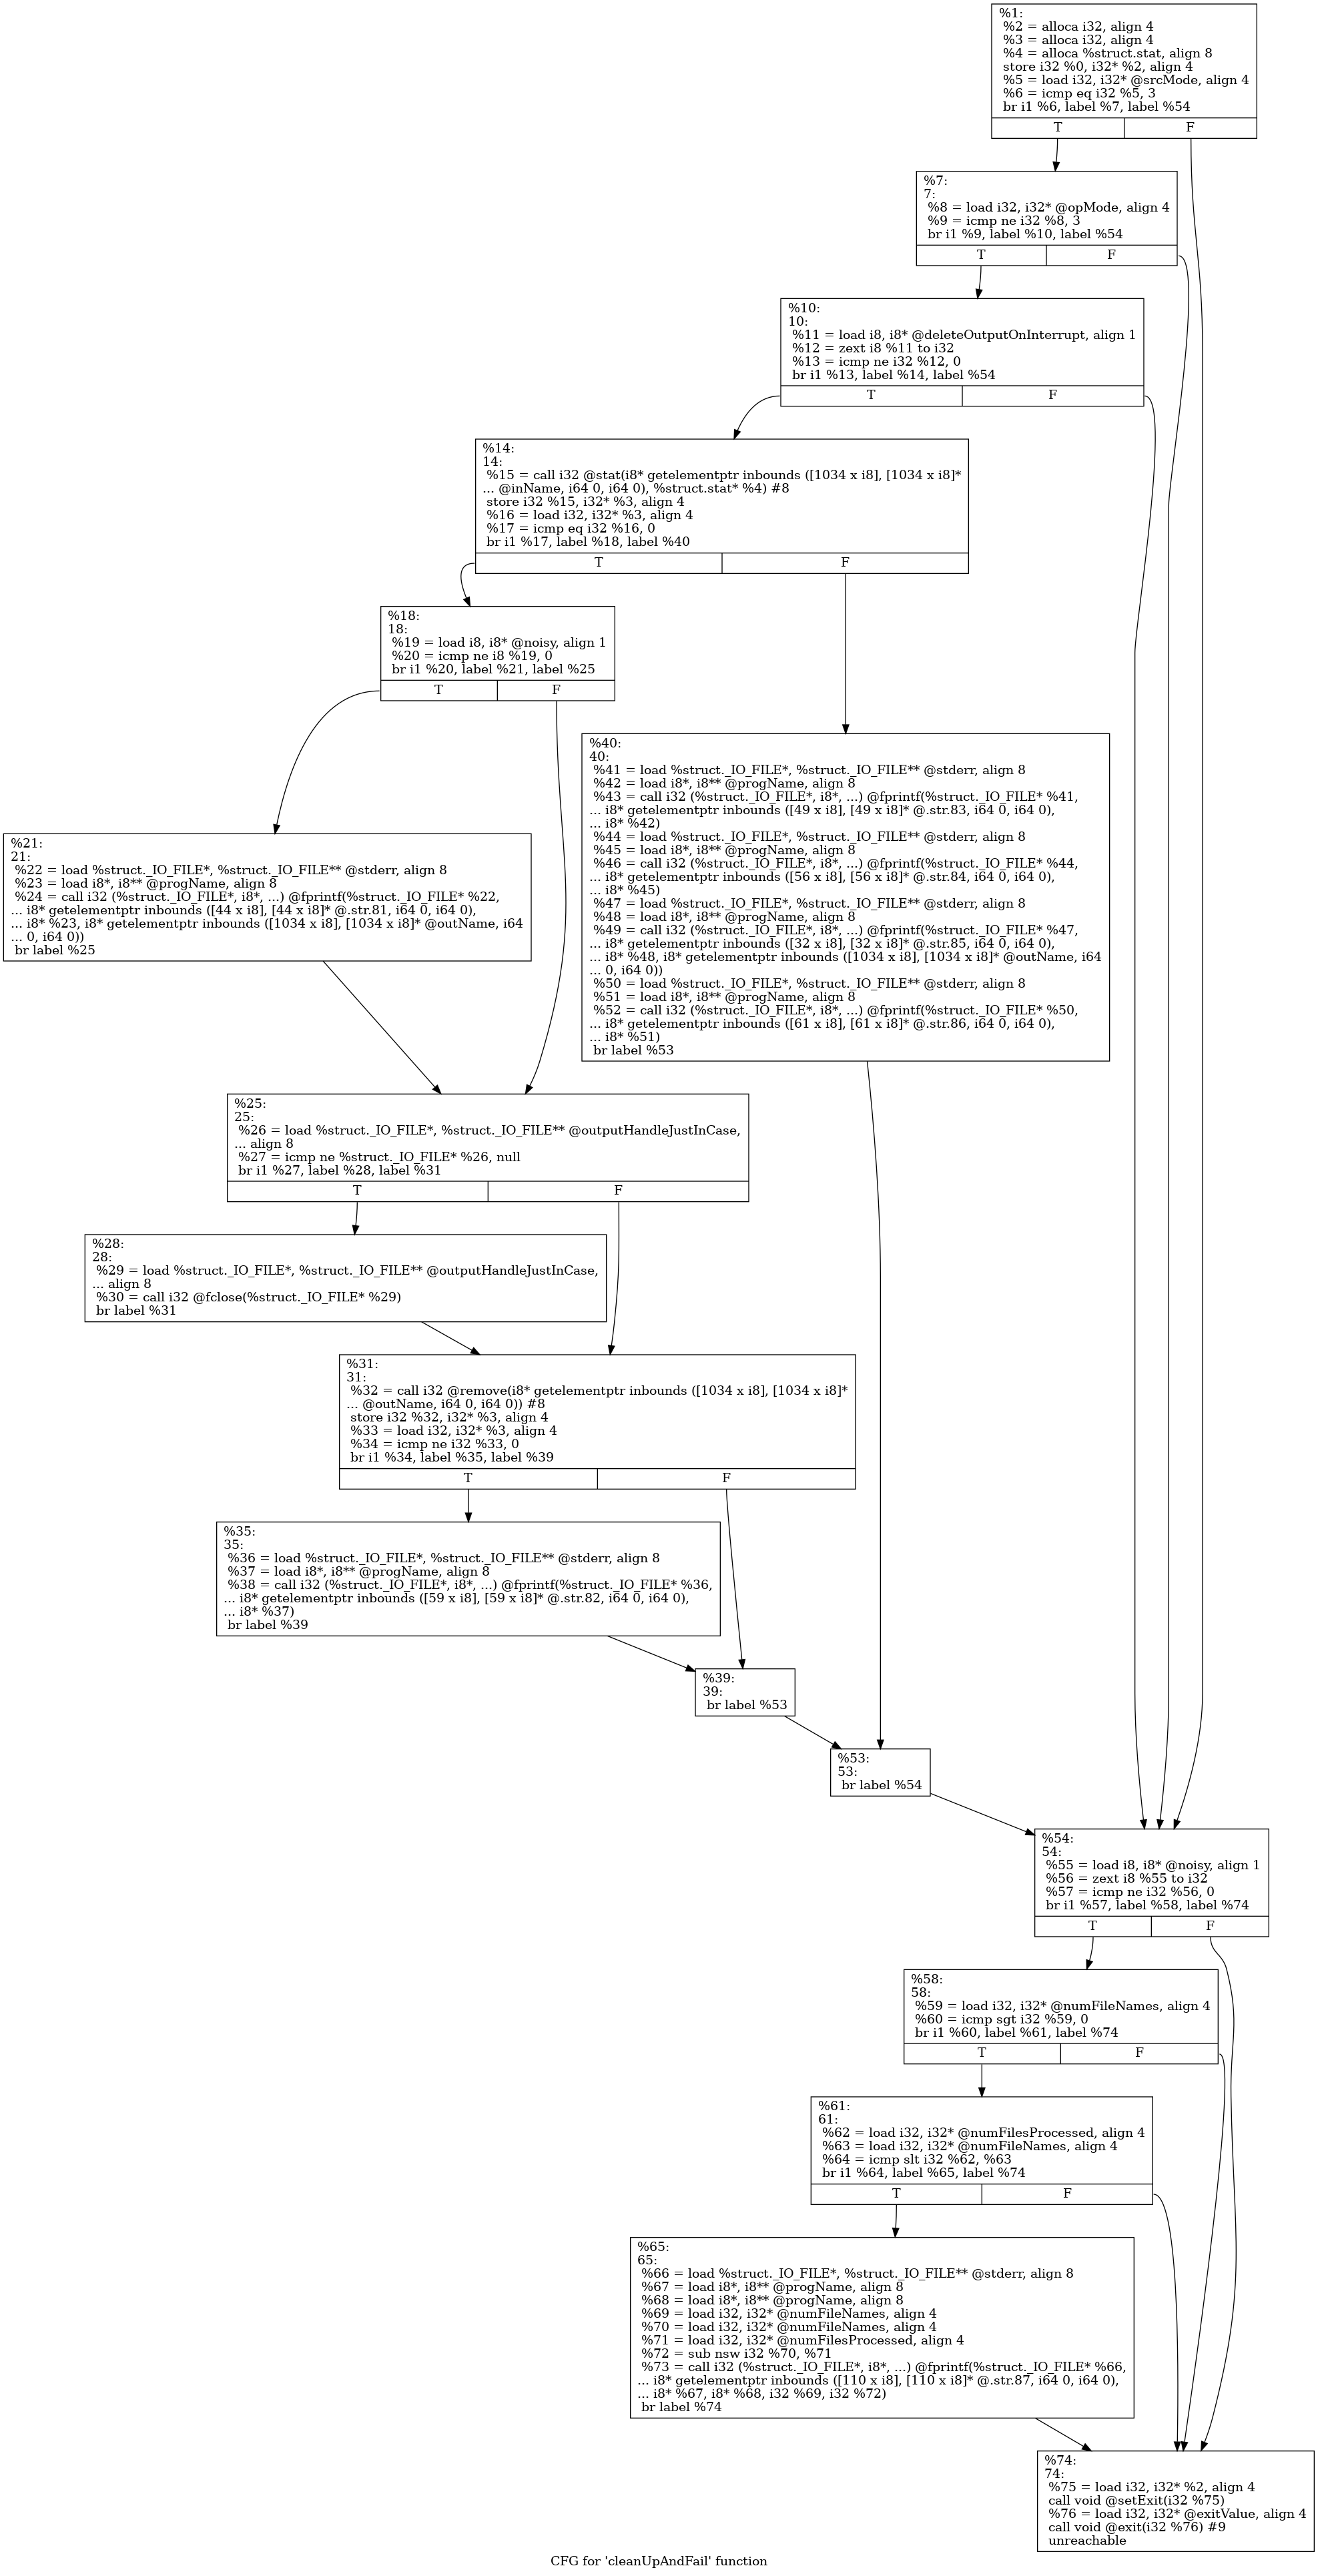 %1:
%2 = alloca i32, align 4
%3 = alloca i32, align 4
%4 = alloca %struct.stat, align 8
store i32 %0, i32* %2, align 4
%5 = load i32, i32* @srcMode, align 4
%6 = icmp eq i32 %5, 3
br i1 %6, label %7, label %54
T
F
%7:
7:
%8 = load i32, i32* @opMode, align 4
%9 = icmp ne i32 %8, 3
br i1 %9, label %10, label %54
T
F
%10:
10:
%11 = load i8, i8* @deleteOutputOnInterrupt, align 1
%12 = zext i8 %11 to i32
%13 = icmp ne i32 %12, 0
br i1 %13, label %14, label %54
T
F
%14:
14:
%15 = call i32 @stat(i8* getelementptr inbounds ([1034 x i8], [1034 x i8]*
... @inName, i64 0, i64 0), %struct.stat* %4) #8
store i32 %15, i32* %3, align 4
%16 = load i32, i32* %3, align 4
%17 = icmp eq i32 %16, 0
br i1 %17, label %18, label %40
T
F
%18:
18:
%19 = load i8, i8* @noisy, align 1
%20 = icmp ne i8 %19, 0
br i1 %20, label %21, label %25
T
F
%40:
40:
%41 = load %struct._IO_FILE*, %struct._IO_FILE** @stderr, align 8
%42 = load i8*, i8** @progName, align 8
%43 = call i32 (%struct._IO_FILE*, i8*, ...) @fprintf(%struct._IO_FILE* %41,
... i8* getelementptr inbounds ([49 x i8], [49 x i8]* @.str.83, i64 0, i64 0),
... i8* %42)
%44 = load %struct._IO_FILE*, %struct._IO_FILE** @stderr, align 8
%45 = load i8*, i8** @progName, align 8
%46 = call i32 (%struct._IO_FILE*, i8*, ...) @fprintf(%struct._IO_FILE* %44,
... i8* getelementptr inbounds ([56 x i8], [56 x i8]* @.str.84, i64 0, i64 0),
... i8* %45)
%47 = load %struct._IO_FILE*, %struct._IO_FILE** @stderr, align 8
%48 = load i8*, i8** @progName, align 8
%49 = call i32 (%struct._IO_FILE*, i8*, ...) @fprintf(%struct._IO_FILE* %47,
... i8* getelementptr inbounds ([32 x i8], [32 x i8]* @.str.85, i64 0, i64 0),
... i8* %48, i8* getelementptr inbounds ([1034 x i8], [1034 x i8]* @outName, i64
... 0, i64 0))
%50 = load %struct._IO_FILE*, %struct._IO_FILE** @stderr, align 8
%51 = load i8*, i8** @progName, align 8
%52 = call i32 (%struct._IO_FILE*, i8*, ...) @fprintf(%struct._IO_FILE* %50,
... i8* getelementptr inbounds ([61 x i8], [61 x i8]* @.str.86, i64 0, i64 0),
... i8* %51)
br label %53
%21:
21:
%22 = load %struct._IO_FILE*, %struct._IO_FILE** @stderr, align 8
%23 = load i8*, i8** @progName, align 8
%24 = call i32 (%struct._IO_FILE*, i8*, ...) @fprintf(%struct._IO_FILE* %22,
... i8* getelementptr inbounds ([44 x i8], [44 x i8]* @.str.81, i64 0, i64 0),
... i8* %23, i8* getelementptr inbounds ([1034 x i8], [1034 x i8]* @outName, i64
... 0, i64 0))
br label %25
%25:
25:
%26 = load %struct._IO_FILE*, %struct._IO_FILE** @outputHandleJustInCase,
... align 8
%27 = icmp ne %struct._IO_FILE* %26, null
br i1 %27, label %28, label %31
T
F
%28:
28:
%29 = load %struct._IO_FILE*, %struct._IO_FILE** @outputHandleJustInCase,
... align 8
%30 = call i32 @fclose(%struct._IO_FILE* %29)
br label %31
%31:
31:
%32 = call i32 @remove(i8* getelementptr inbounds ([1034 x i8], [1034 x i8]*
... @outName, i64 0, i64 0)) #8
store i32 %32, i32* %3, align 4
%33 = load i32, i32* %3, align 4
%34 = icmp ne i32 %33, 0
br i1 %34, label %35, label %39
T
F
%35:
35:
%36 = load %struct._IO_FILE*, %struct._IO_FILE** @stderr, align 8
%37 = load i8*, i8** @progName, align 8
%38 = call i32 (%struct._IO_FILE*, i8*, ...) @fprintf(%struct._IO_FILE* %36,
... i8* getelementptr inbounds ([59 x i8], [59 x i8]* @.str.82, i64 0, i64 0),
... i8* %37)
br label %39
%39:
39:
br label %53
%53:
53:
br label %54
%54:
54:
%55 = load i8, i8* @noisy, align 1
%56 = zext i8 %55 to i32
%57 = icmp ne i32 %56, 0
br i1 %57, label %58, label %74
T
F
%58:
58:
%59 = load i32, i32* @numFileNames, align 4
%60 = icmp sgt i32 %59, 0
br i1 %60, label %61, label %74
T
F
%61:
61:
%62 = load i32, i32* @numFilesProcessed, align 4
%63 = load i32, i32* @numFileNames, align 4
%64 = icmp slt i32 %62, %63
br i1 %64, label %65, label %74
T
F
%65:
65:
%66 = load %struct._IO_FILE*, %struct._IO_FILE** @stderr, align 8
%67 = load i8*, i8** @progName, align 8
%68 = load i8*, i8** @progName, align 8
%69 = load i32, i32* @numFileNames, align 4
%70 = load i32, i32* @numFileNames, align 4
%71 = load i32, i32* @numFilesProcessed, align 4
%72 = sub nsw i32 %70, %71
%73 = call i32 (%struct._IO_FILE*, i8*, ...) @fprintf(%struct._IO_FILE* %66,
... i8* getelementptr inbounds ([110 x i8], [110 x i8]* @.str.87, i64 0, i64 0),
... i8* %67, i8* %68, i32 %69, i32 %72)
br label %74
%74:
74:
%75 = load i32, i32* %2, align 4
call void @setExit(i32 %75)
%76 = load i32, i32* @exitValue, align 4
call void @exit(i32 %76) #9
unreachable
CFG for 'cleanUpAndFail' function